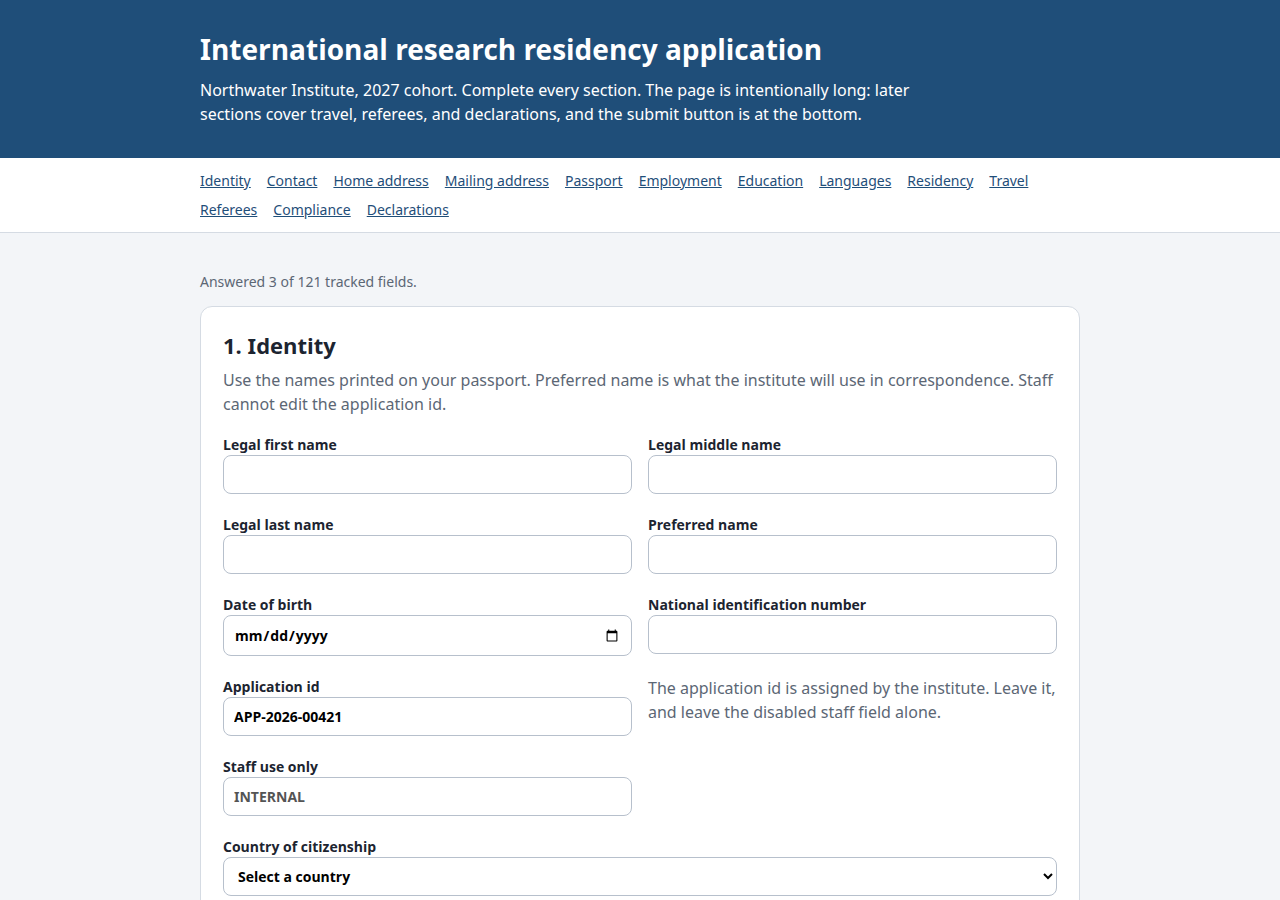 International research residency application
Northwater Institute, 2027 cohort. Complete every section. The page is intentionally long: later
sections cover travel, referees, and declarations, and the submit button is at the bottom.
Identity Contact Home address Mailing address Passport Employment Education Languages Residency Travel
Referees Compliance Declarations
Answered 3 of 121 tracked fields.
1. Identity
Use the names printed on your passport. Preferred name is what the institute will use in correspondence. Staff
cannot edit the application id.
Legal first name
Legal middle name
Legal last name
Preferred name
Date of birth
mm/dd/yyyy
National identification number
Application id
APP-2026-00421
The application id is assigned by the institute. Leave it,
and leave the disabled staff field alone.
Staff use only
INTERNAL
Country of citizenship
Select a country